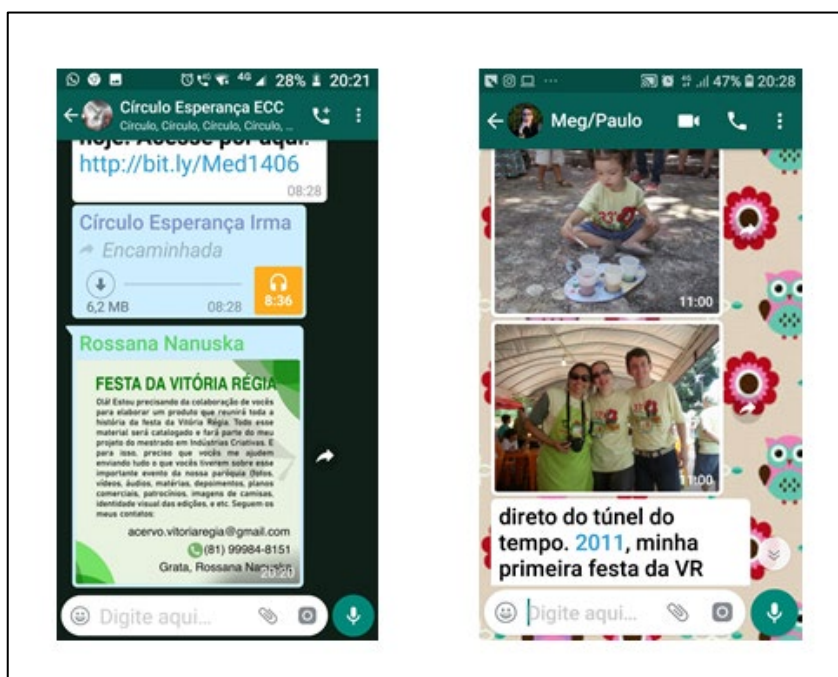 4G 28% 20:21
Círculo Esperança ECC
Círculo, Círculo, Círculo, Círculo, ...
hoje. Acesse por aqui:
http://bit.ly/Med1406
08:28
Círculo Esperança Irma
Encaminhada
8:36
6,2 MB 08:28
Rossana Nanuska
FESTA DA VITÓRIA RÉGIA
Olá! Estou precisando da colaboração de vocês
para elaborar um produto que reunirá toda a
história da festa da Vitória Régia. Todo esse
material será catalogado e fará parte do meu
projeto do mestrado em Indústrias Criativas. E
para isso, preciso que vocês me ajudem
enviando tudo o que vocês tiverem sobre esse
importante evento da nossa paróquia (fotos,
vídeos, áudios, matérias, depoimentos, planos
comerciais, patrocínios, imagens de camisas,
identidade visual das edições, e etc. Seguem os
meus contatos:
acervo.vitoriaregia@gmail.com
(81) 99984-8151
Grata, Rossana Nanuska
20:20
Digite aqui...
47% 20:28
Meg/Paulo
11:00
11:00
direto do túnel do
tempo. 2011, minha
primeira festa da VR
Digite aqui...